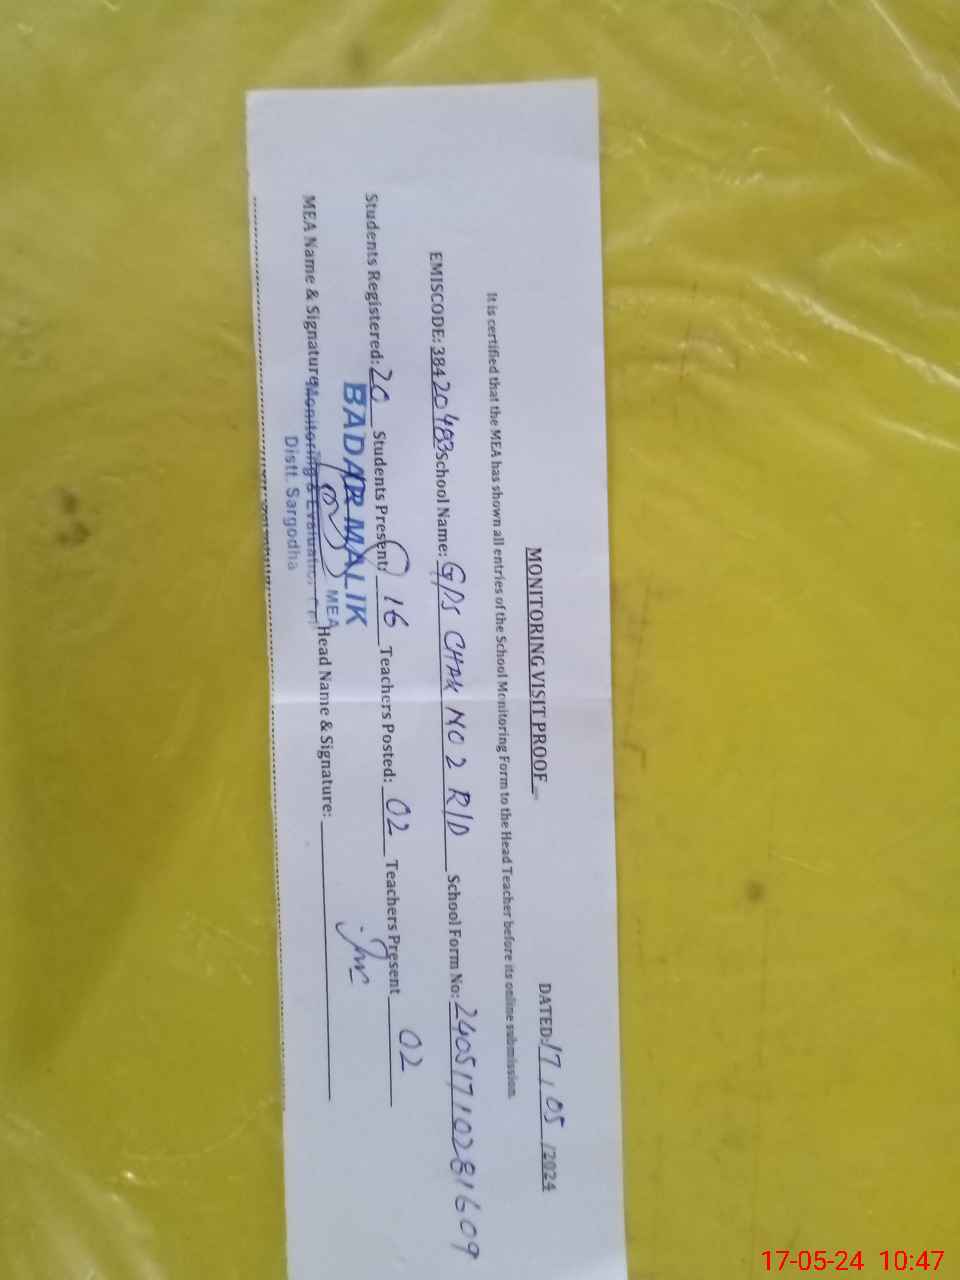 MONITORING VISIT PROOF
DATED: 17 / 05 /2024
It is certified that the MEA has shown all entries of the School Monitoring Form to the Head Teacher before its online submission.
EMISCODE: 38420483 School Name: GPS CHAK NO 2 R/D School Form No: 24051710281609
Students Registered: 20 Students Present: 16 Teachers Posted: 02 Teachers Present 02
BADAR MALIK
MEA
MEA Name & Signature Head Name & Signature:
Monitoring & Evaluation
Distt. Sargodha
17-05-24 10:47